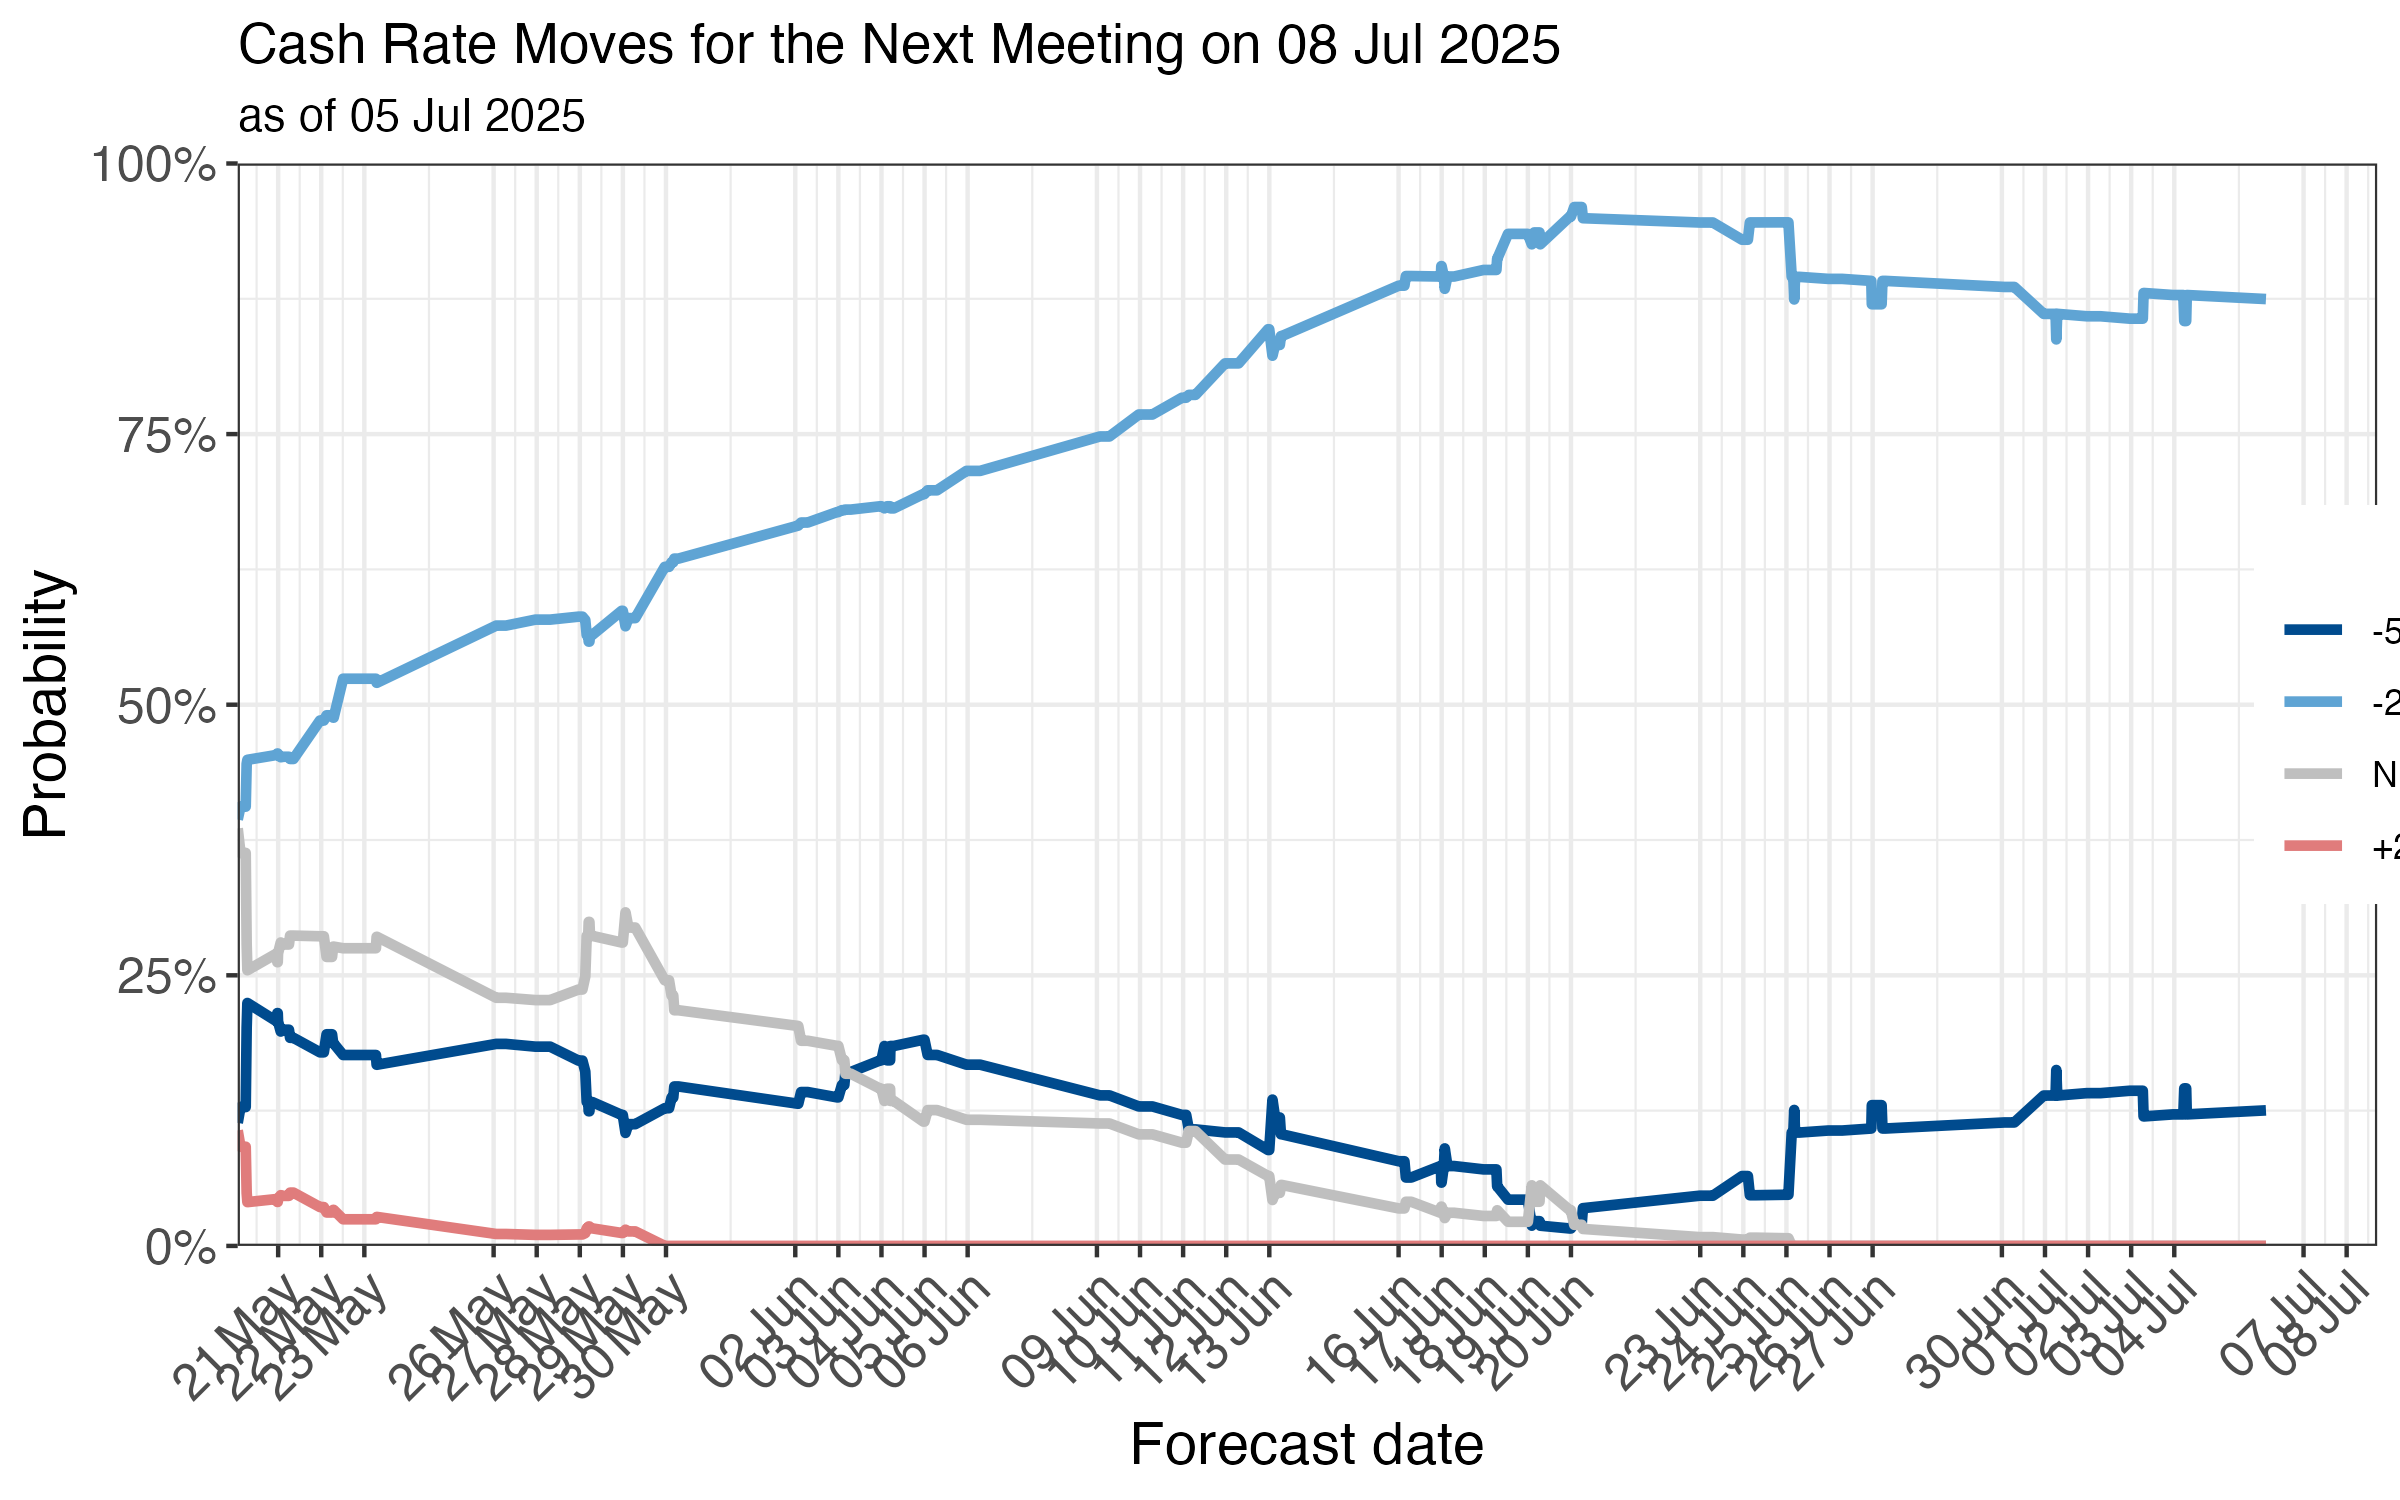 Cash Rate Moves for the Next Meeting on 08 Jul 2025
as of 05 Jul 2025
100%
75%
50%
25%
0%
Probability
-5
-2
N
+2
21 May
22 May
23 May
26 May
27 May
28 May
29 May
30 May
02 Jun
03 Jun
04 Jun
05 Jun
06 Jun
09 Jun
10 Jun
11 Jun
12 Jun
13 Jun
16 Jun
17 Jun
18 Jun
19 Jun
20 Jun
23 Jun
24 Jun
25 Jun
26 Jun
27 Jun
30 Jun
01 Jul
02 Jul
03 Jul
04 Jul
07 Jul
08 Jul
Forecast date